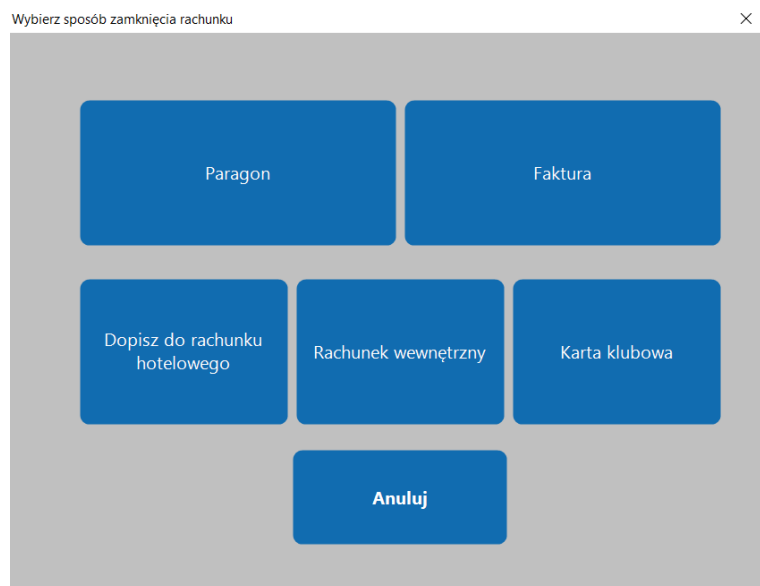 Wybierz sposób zamknięcia rachunku
Paragon
Faktura
Dopisz do rachunku
hotelowego
Rachunek wewnętrzny
Karta klubowa
Anuluj